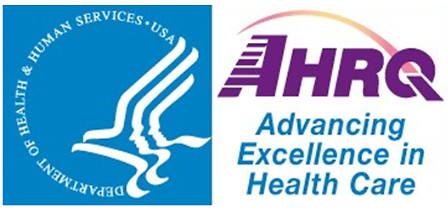 DEPARTMENT OF HEALTH & HUMAN SERVICES • USA
AHRQ
Advancing
Excellence in
Health Care